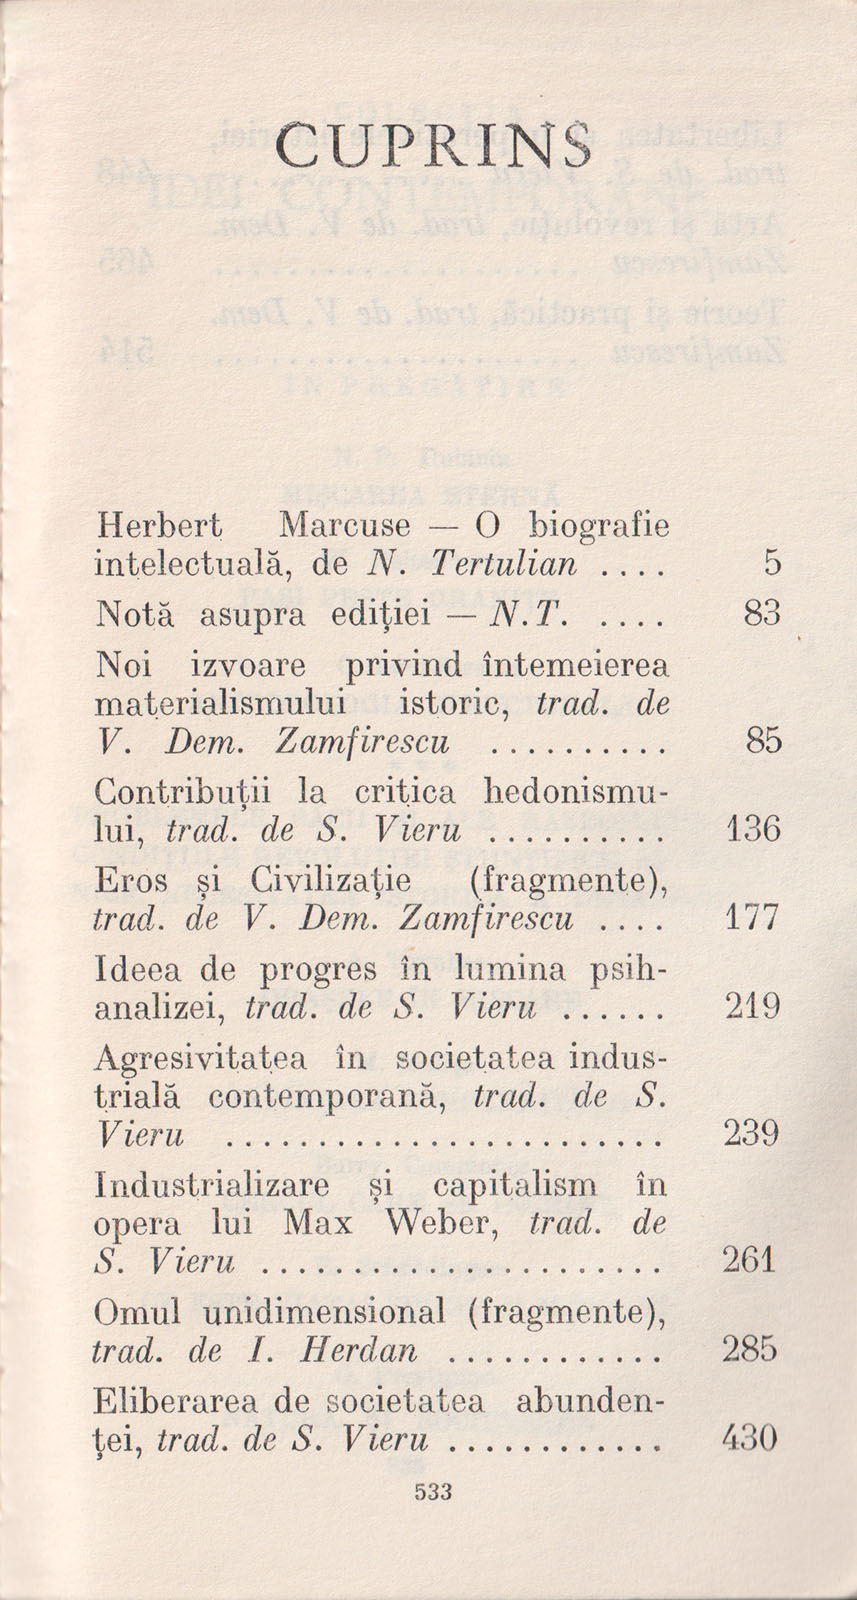 CUPRINS
Herbert Marcuse — O biografie
intelectuală, de N. Tertulian .... 5
Notă asupra ediției — N.T. .... 83
Noi izvoare privind întemeierea
materialismului istoric, trad. de
V. Dem. Zamfirescu .......... 85
Contribuții la critica hedonismu-
lui, trad. de S. Vieru .......... 136
Eros și Civilizație (fragmente),
trad. de V. Dem. Zamfirescu .... 177
Ideea de progres în lumina psih-
analizei, trad. de S. Vieru ...... 219
Agresivitatea în societatea indus-
trială contemporană, trad. de S.
Vieru ........................ 239
Industrializare și capitalism în
opera lui Max Weber, trad. de
S. Vieru ...................... 261
Omul unidimensional (fragmente),
trad. de I. Herdan ............ 285
Eliberarea de societatea abunden-
ței, trad. de S. Vieru ............ 430
533